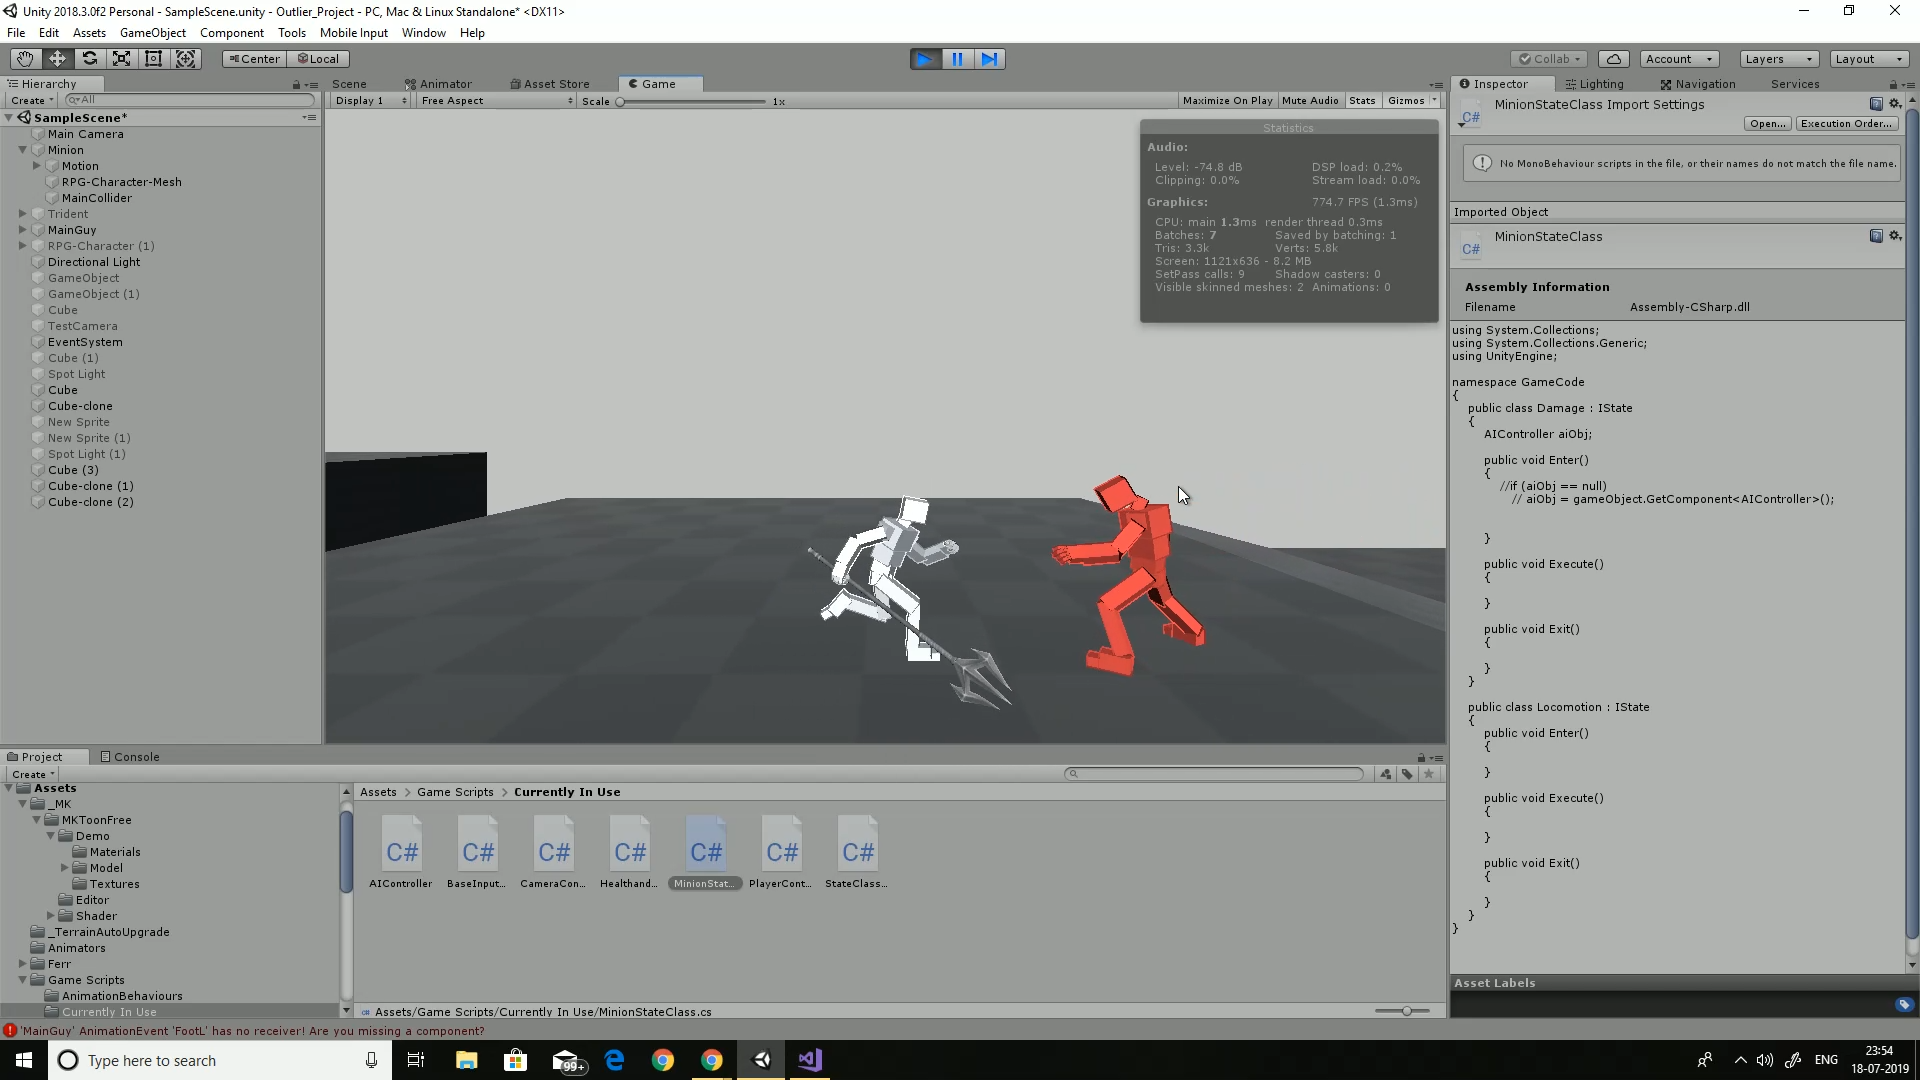 Unity 2018.3.0f2 Personal - SampleScene.unity - Outlier_Project - PC, Mac & Linux Standalone* <DX11>
File Edit Assets GameObject Component Tools Mobile Input Window Help
Center Local
Collab Account Layers Layout
Hierarchy
Create All
SampleScene*
Main Camera
Minion
Motion
RPG-Character-Mesh
MainCollider
Trident
MainGuy
RPG-Character (1)
Directional Light
GameObject
GameObject (1)
Cube
TestCamera
EventSystem
Cube (1)
Spot Light
Cube
Cube-clone
New Sprite
New Sprite (1)
Spot Light (1)
Cube (3)
Cube-clone (1)
Cube-clone (2)
Scene Animator Asset Store Game
Display 1 Free Aspect Scale 1x Maximize On Play Mute Audio Stats Gizmos
Statistics
Audio:
Level: -74.8 dB DSP load: 0.2%
Clipping: 0.0% Stream load: 0.0%
Graphics: 774.7 FPS (1.3ms)
CPU: main 1.3ms render thread 0.3ms
Batches: 7 Saved by batching: 1
Tris: 3.3k Verts: 5.8k
Screen: 1121x636 - 8.2 MB
SetPass calls: 9 Shadow casters: 0
Visible skinned meshes: 2 Animations: 0
Inspector Lighting Navigation Services
MinionStateClass Import Settings
C#
Open... Execution Order...
No MonoBehaviour scripts in the file, or their names do not match the file name.
Imported Object
MinionStateClass
C#
Assembly Information
Filename Assembly-CSharp.dll
using System.Collections;
using System.Collections.Generic;
using UnityEngine;
namespace GameCode
{
public class Damage : IState
{
AIController aiObj;
public void Enter()
{
//if (aiObj == null)
// aiObj = gameObject.GetComponent<AIController>();
}
public void Execute()
{
}
public void Exit()
{
}
}
public class Locomotion : IState
{
public void Enter()
{
}
public void Execute()
{
}
public void Exit()
{
}
}
}
Asset Labels
Project Console
Create
Assets
_MK
MKToonFree
Demo
Materials
Model
Textures
Editor
Shader
_TerrainAutoUpgrade
Animators
Ferr
Game Scripts
AnimationBehaviours
Currently In Use
Assets > Game Scripts > Currently In Use
C# C# C# C# C# C# C#
AIController BaseInput... CameraCon... Healthand... MinionStat... PlayerCont... StateClass...
Assets/Game Scripts/Currently In Use/MinionStateClass.cs
'MainGuy' AnimationEvent 'FootL' has no receiver! Are you missing a component?
Type here to search
99+
ENG
23:54
18-07-2019